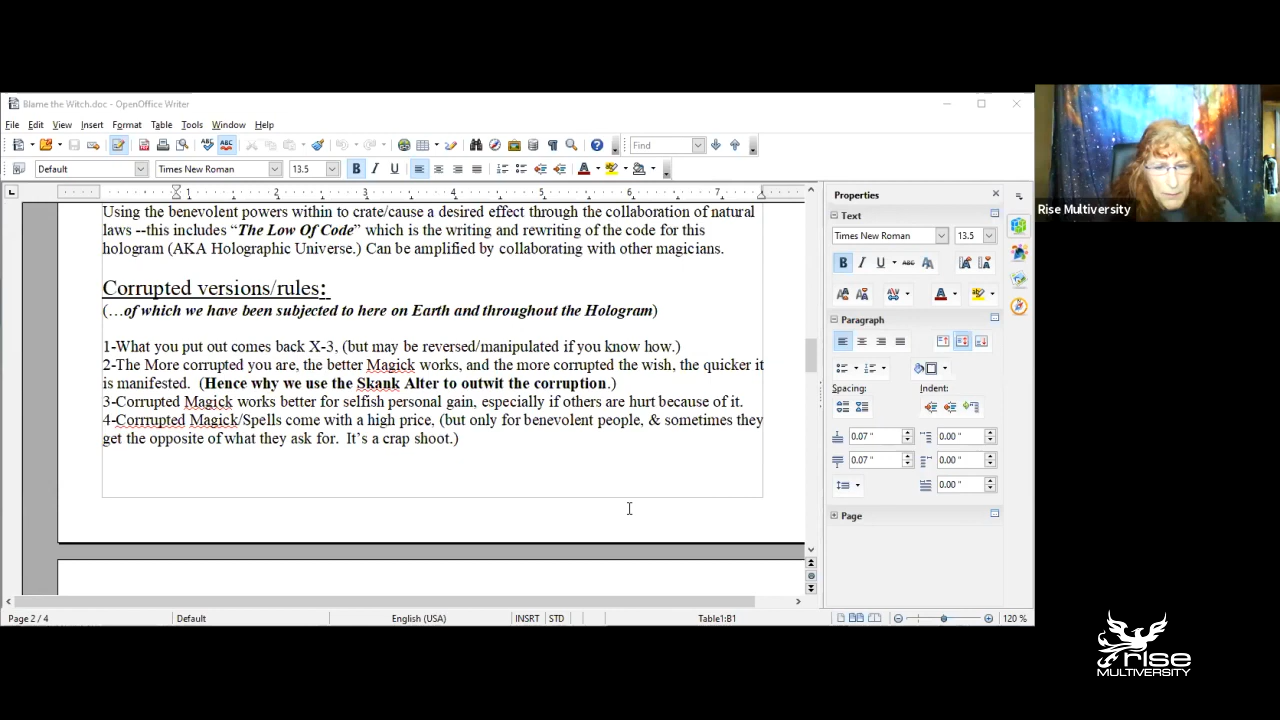 Blame the Witch.doc - OpenOffice Writer
File Edit View Insert Format Table Tools Window Help
Find
Default Times New Roman 13.5
1 2 3 4 5 6 7
Using the benevolent powers within to crate/cause a desired effect through the collaboration of natural
laws --this includes “The Low Of Code” which is the writing and rewriting of the code for this
hologram (AKA Holographic Universe.) Can be amplified by collaborating with other magicians.
Corrupted versions/rules:
(…of which we have been subjected to here on Earth and throughout the Hologram)
1-What you put out comes back X-3, (but may be reversed/manipulated if you know how.)
2-The More corrupted you are, the better Magick works, and the more corrupted the wish, the quicker it
is manifested. (Hence why we use the Skank Alter to outwit the corruption.)
3-Corrupted Magick works better for selfish personal gain, especially if others are hurt because of it.
4-Corrrupted Magick/Spells come with a high price, (but only for benevolent people, & sometimes they
get the opposite of what they ask for. It’s a crap shoot.)
Properties
Text
Times New Roman 13.5
Paragraph
Spacing: Indent:
0.07 " 0.00 "
0.07 " 0.00 "
0.00 "
Page
Page 2 / 4 Default English (USA) INSRT STD Table1:B1 120 %
Rise Multiversity
rise
MULTIVERSITY